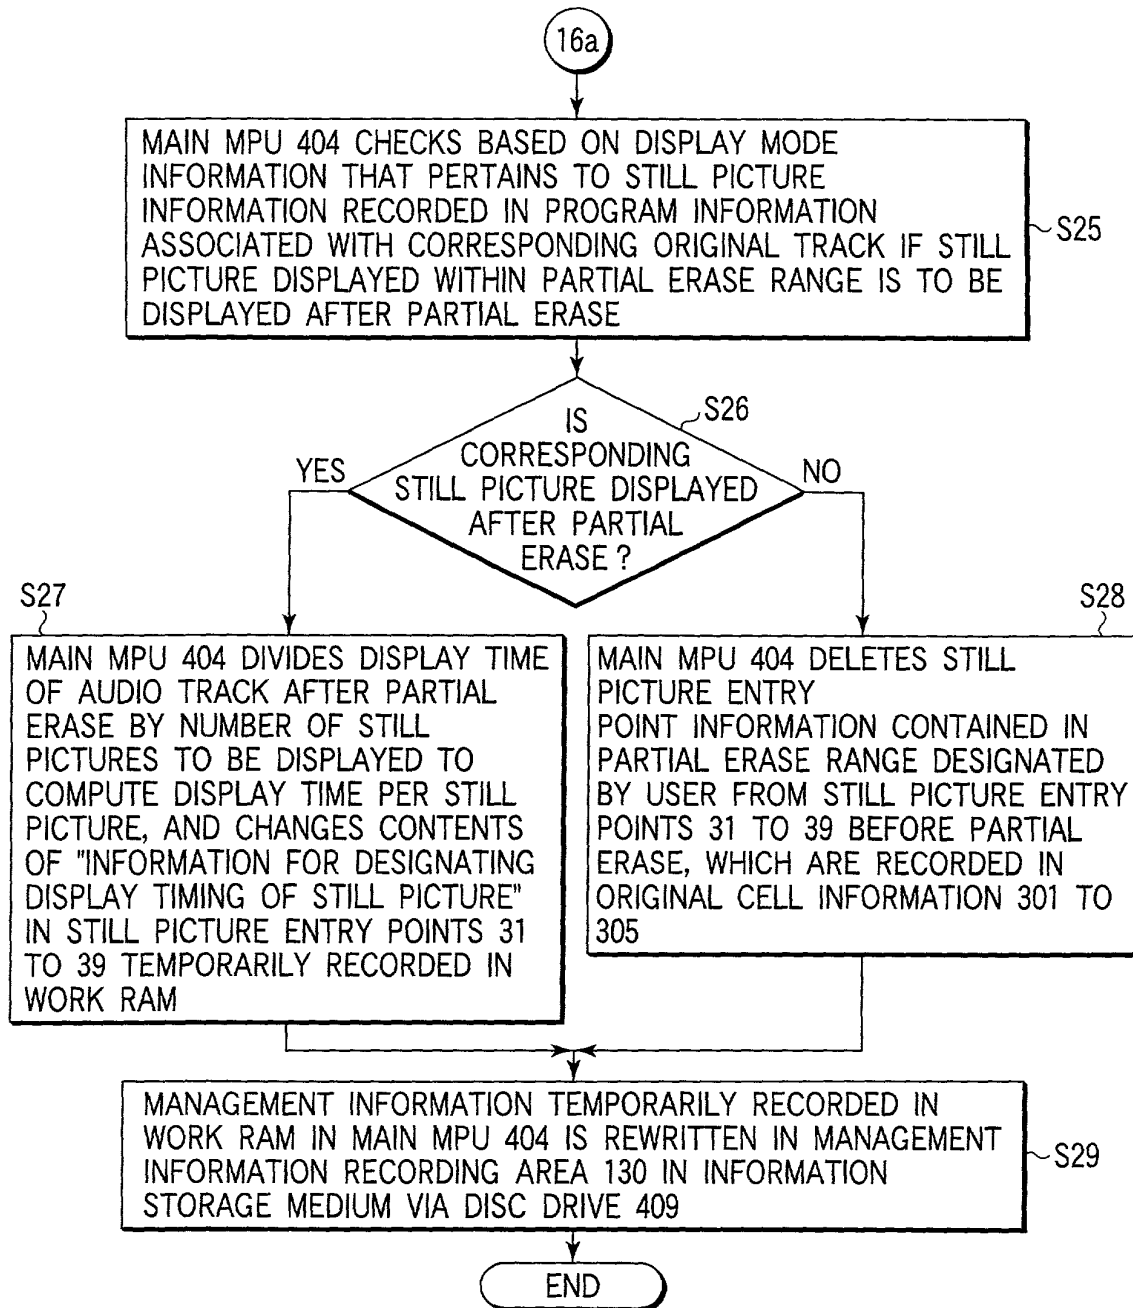 16a
MAIN MPU 404 CHECKS BASED ON DISPLAY MODE
INFORMATION THAT PERTAINS TO STILL PICTURE
INFORMATION RECORDED IN PROGRAM INFORMATION
ASSOCIATED WITH CORRESPONDING ORIGINAL TRACK IF STILL
PICTURE DISPLAYED WITHIN PARTIAL ERASE RANGE IS TO BE
DISPLAYED AFTER PARTIAL ERASE
S25
S26
IS
CORRESPONDING
STILL PICTURE DISPLAYED
AFTER PARTIAL
ERASE ?
YES
NO
S27
MAIN MPU 404 DIVIDES DISPLAY TIME
OF AUDIO TRACK AFTER PARTIAL
ERASE BY NUMBER OF STILL
PICTURES TO BE DISPLAYED TO
COMPUTE DISPLAY TIME PER STILL
PICTURE, AND CHANGES CONTENTS
OF "INFORMATION FOR DESIGNATING
DISPLAY TIMING OF STILL PICTURE"
IN STILL PICTURE ENTRY POINTS 31
TO 39 TEMPORARILY RECORDED IN
WORK RAM
S28
MAIN MPU 404 DELETES STILL
PICTURE ENTRY
POINT INFORMATION CONTAINED IN
PARTIAL ERASE RANGE DESIGNATED
BY USER FROM STILL PICTURE ENTRY
POINTS 31 TO 39 BEFORE PARTIAL
ERASE, WHICH ARE RECORDED IN
ORIGINAL CELL INFORMATION 301 TO
305
MANAGEMENT INFORMATION TEMPORARILY RECORDED IN
WORK RAM IN MAIN MPU 404 IS REWRITTEN IN MANAGEMENT
INFORMATION RECORDING AREA 130 IN INFORMATION
STORAGE MEDIUM VIA DISC DRIVE 409
S29
END